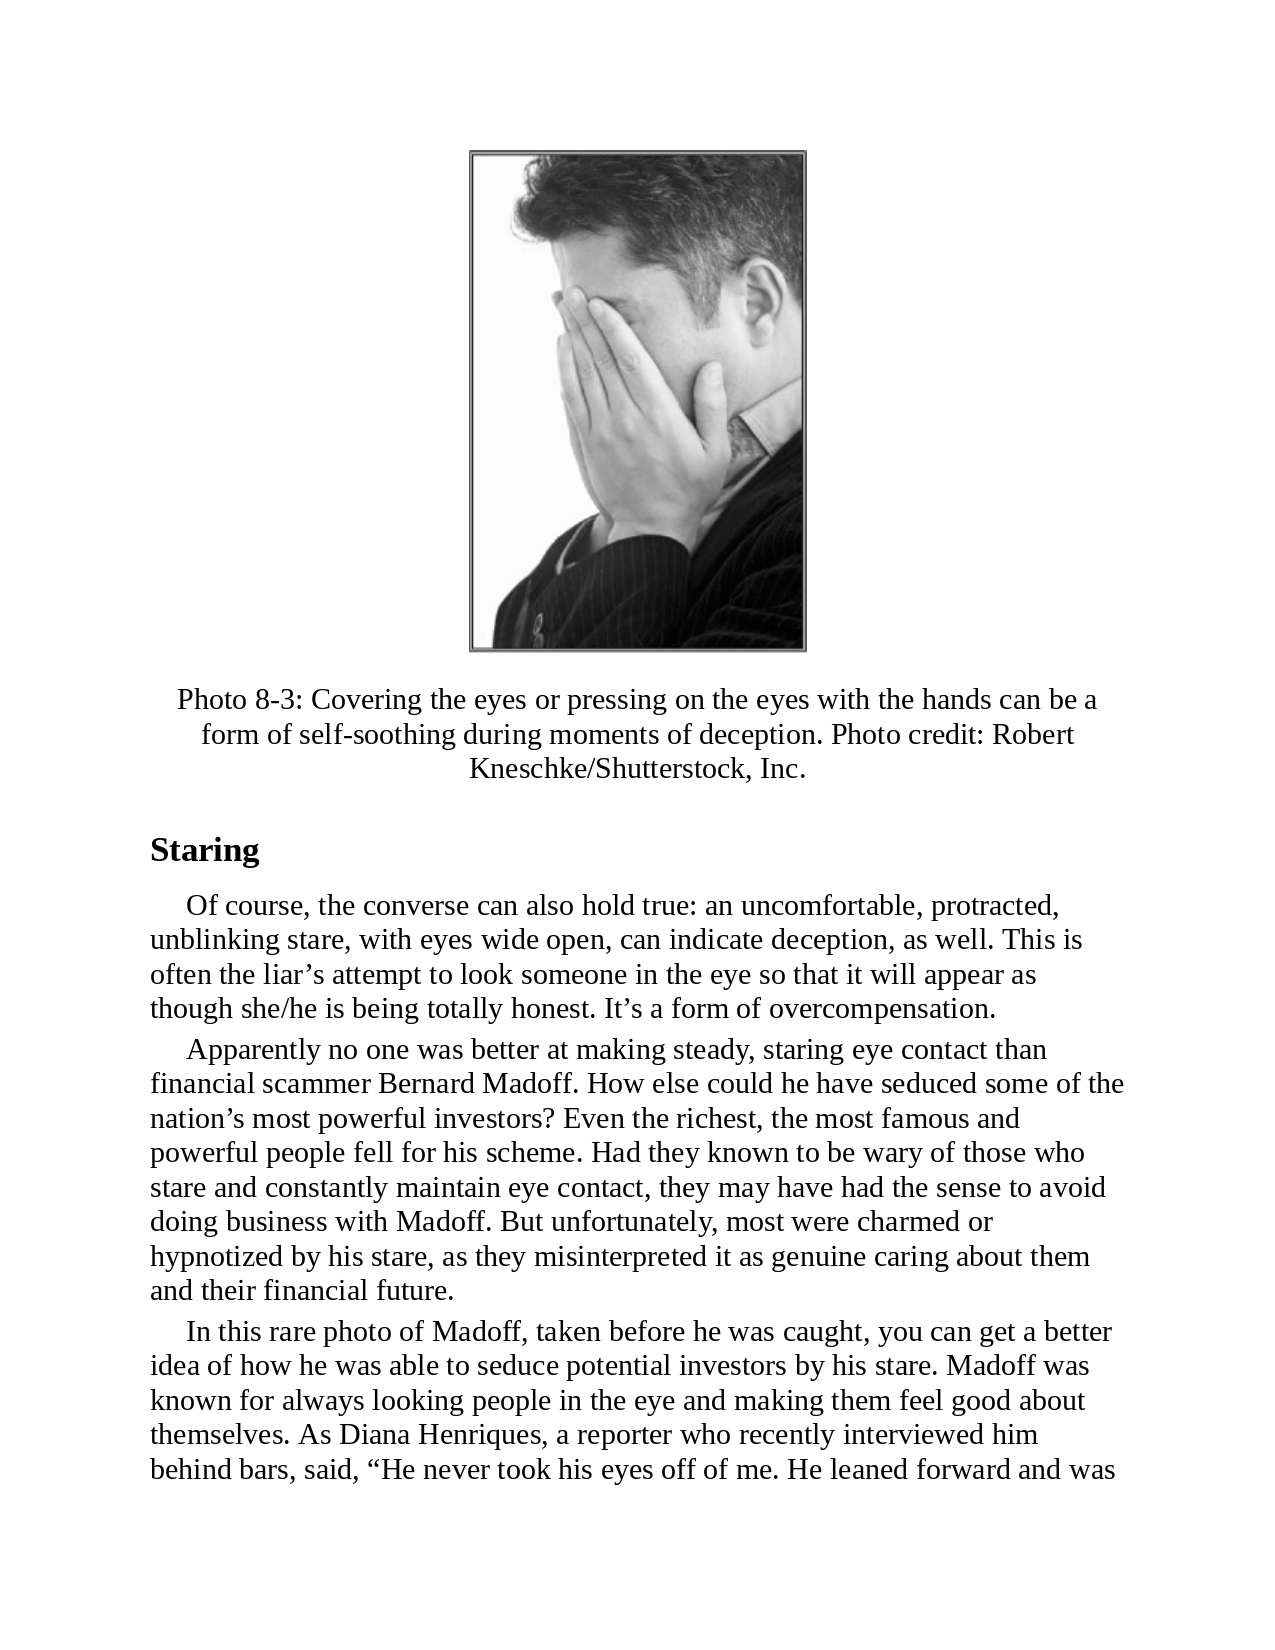 Photo 8-3: Covering the eyes or pressing on the eyes with the hands can be a
form of self-soothing during moments of deception. Photo credit: Robert
Kneschke/Shutterstock, Inc.
Staring
Of course, the converse can also hold true: an uncomfortable, protracted,
unblinking stare, with eyes wide open, can indicate deception, as well. This is
often the liar’s attempt to look someone in the eye so that it will appear as
though she/he is being totally honest. It’s a form of overcompensation.
Apparently no one was better at making steady, staring eye contact than
financial scammer Bernard Madoff. How else could he have seduced some of the
nation’s most powerful investors? Even the richest, the most famous and
powerful people fell for his scheme. Had they known to be wary of those who
stare and constantly maintain eye contact, they may have had the sense to avoid
doing business with Madoff. But unfortunately, most were charmed or
hypnotized by his stare, as they misinterpreted it as genuine caring about them
and their financial future.
In this rare photo of Madoff, taken before he was caught, you can get a better
idea of how he was able to seduce potential investors by his stare. Madoff was
known for always looking people in the eye and making them feel good about
themselves. As Diana Henriques, a reporter who recently interviewed him
behind bars, said, “He never took his eyes off of me. He leaned forward and was